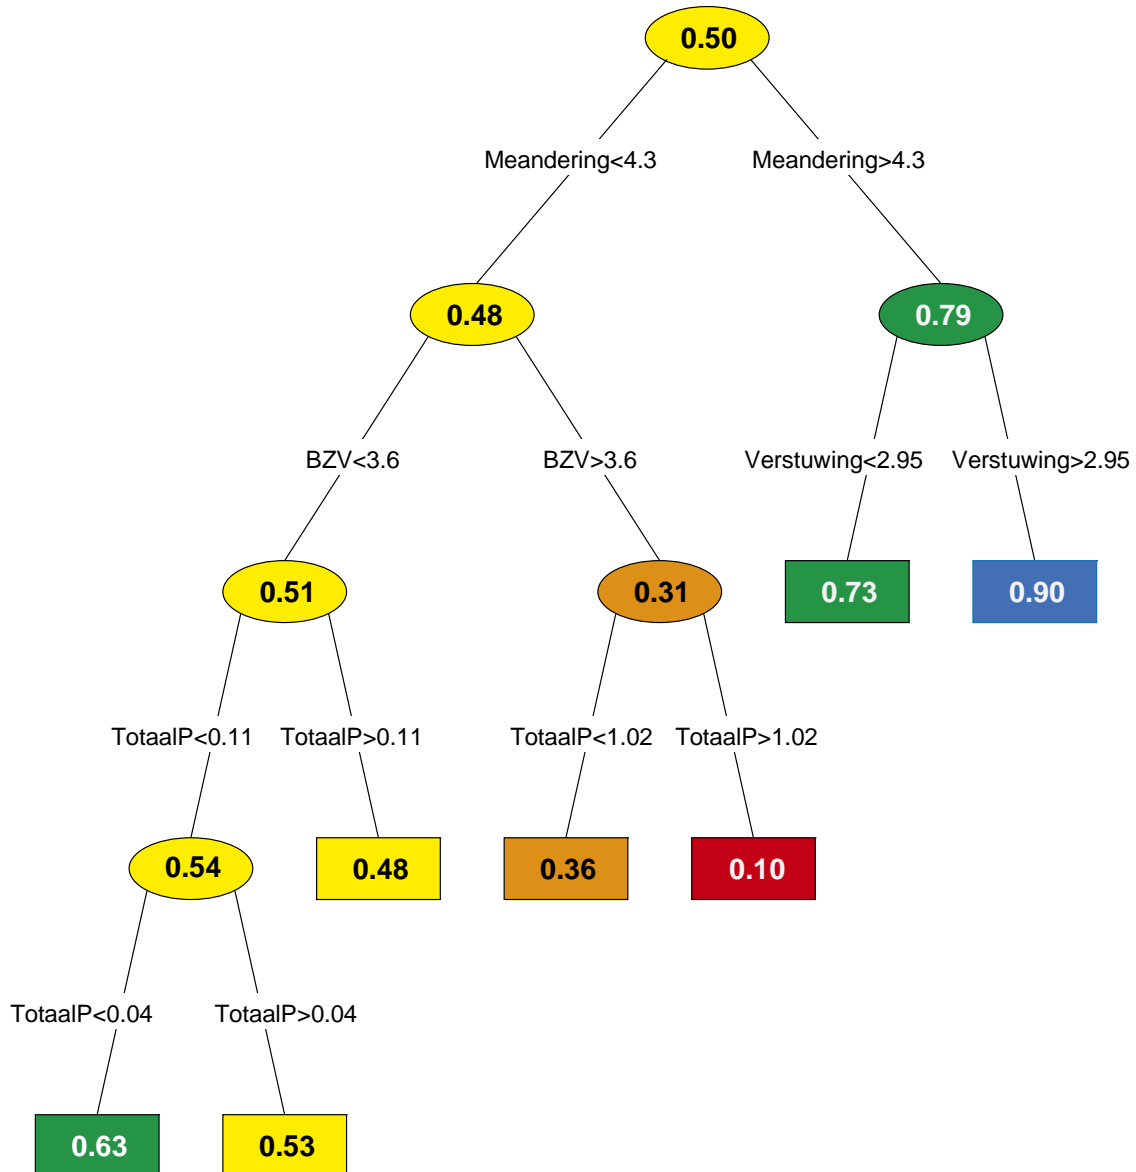 0.50
Meandering<4.3
Meandering>4.3
0.48
0.79
BZV<3.6
BZV>3.6
Verstuwing<2.95
Verstuwing>2.95
0.51
0.31
0.73
0.90
TotaalP<0.11
TotaalP>0.11
TotaalP<1.02
TotaalP>1.02
0.54
0.48
0.36
0.10
TotaalP<0.04
TotaalP>0.04
0.63
0.53